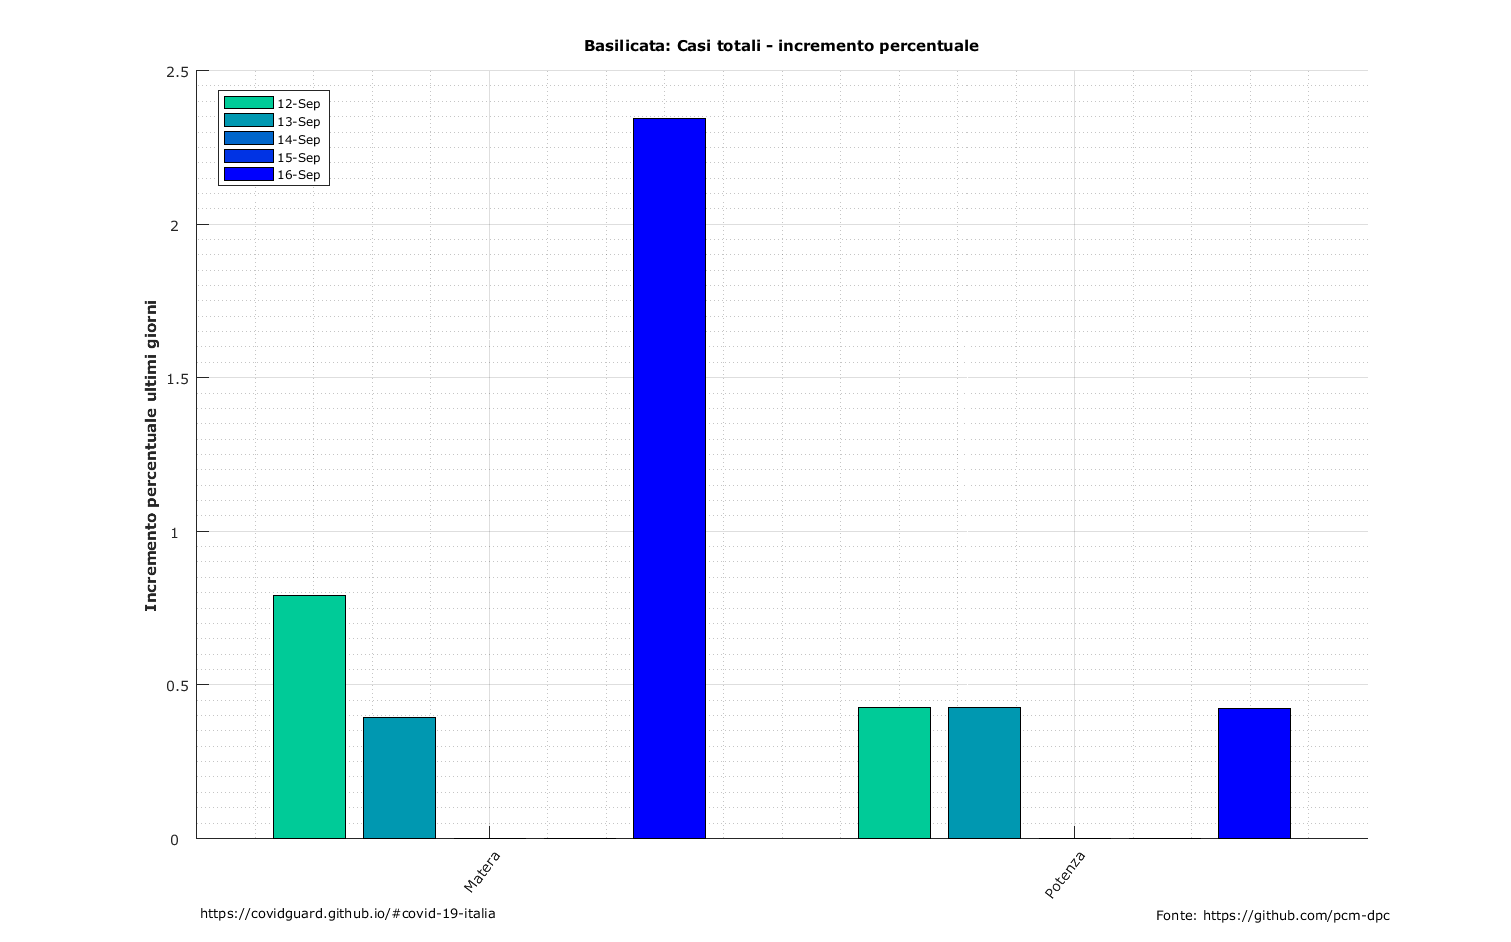 Basilicata: Casi totali - incremento percentuale
2.5
2
1.5
1
0.5
0
Incremento percentuale ultimi giorni
12-Sep
13-Sep
14-Sep
15-Sep
16-Sep
Matera
Potenza
https://covidguard.github.io/#covid-19-italia
Fonte: https://github.com/pcm-dpc